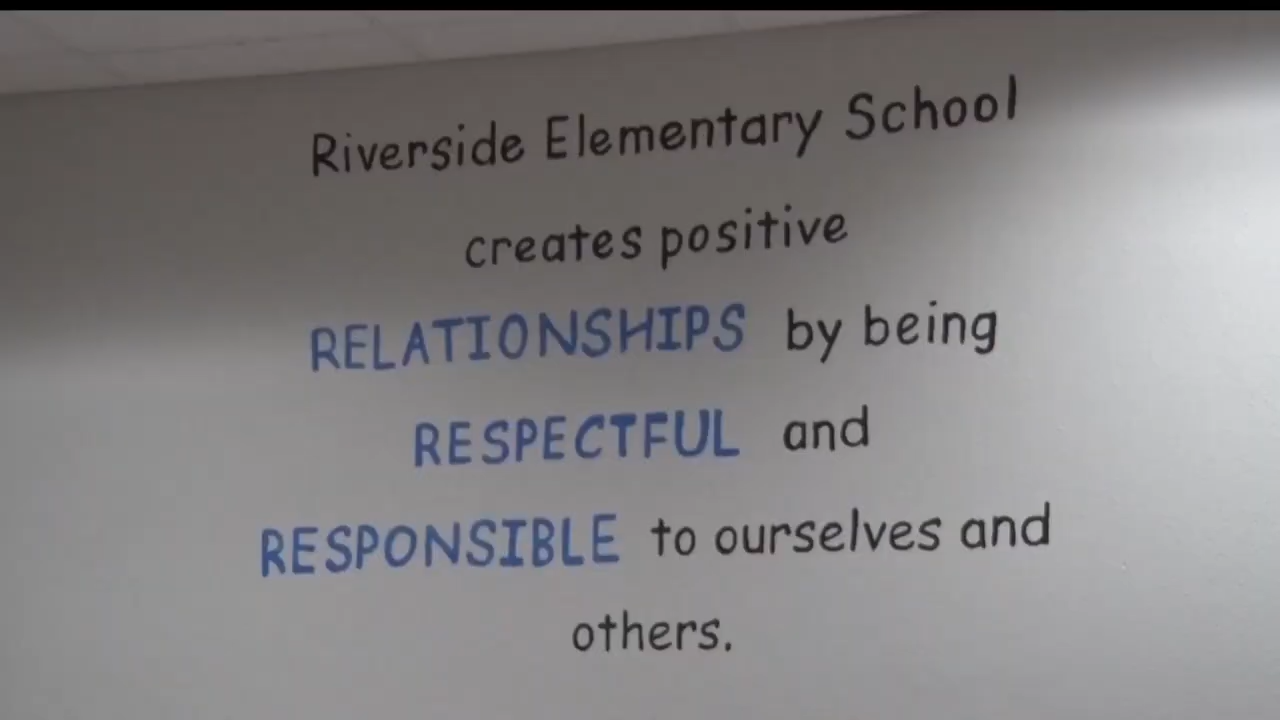 Riverside Elementary School
creates positive
RELATIONSHIPS by being
RESPECTFUL and
RESPONSIBLE to ourselves and
others.